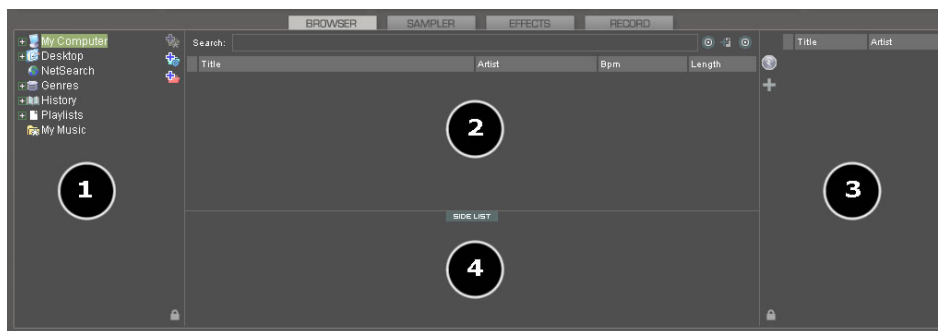 BROWSER SAMPLER EFFECTS RECORD
My Computer
Desktop
NetSearch
Genres
History
Playlists
My Music
1
Search:
Title Artist Bpm Length
2
SIDE LIST
4
Title Artist
3